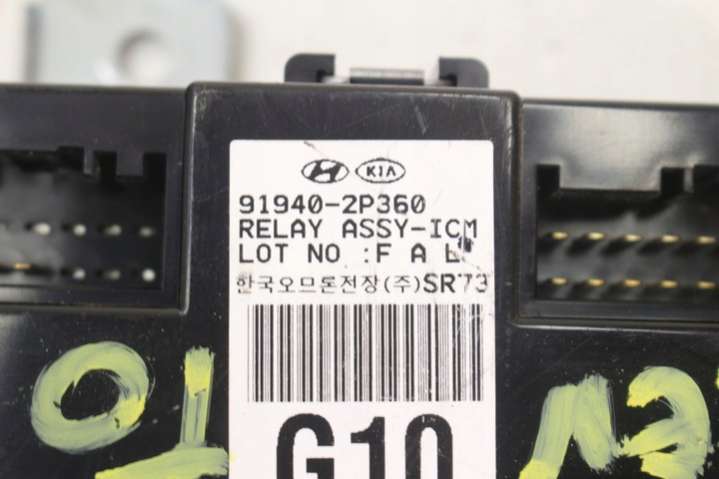 KIA
91940-2P360
RELAY ASSY-ICM
LOT NO :F A L
한국오므론전장(주)SR73
G10